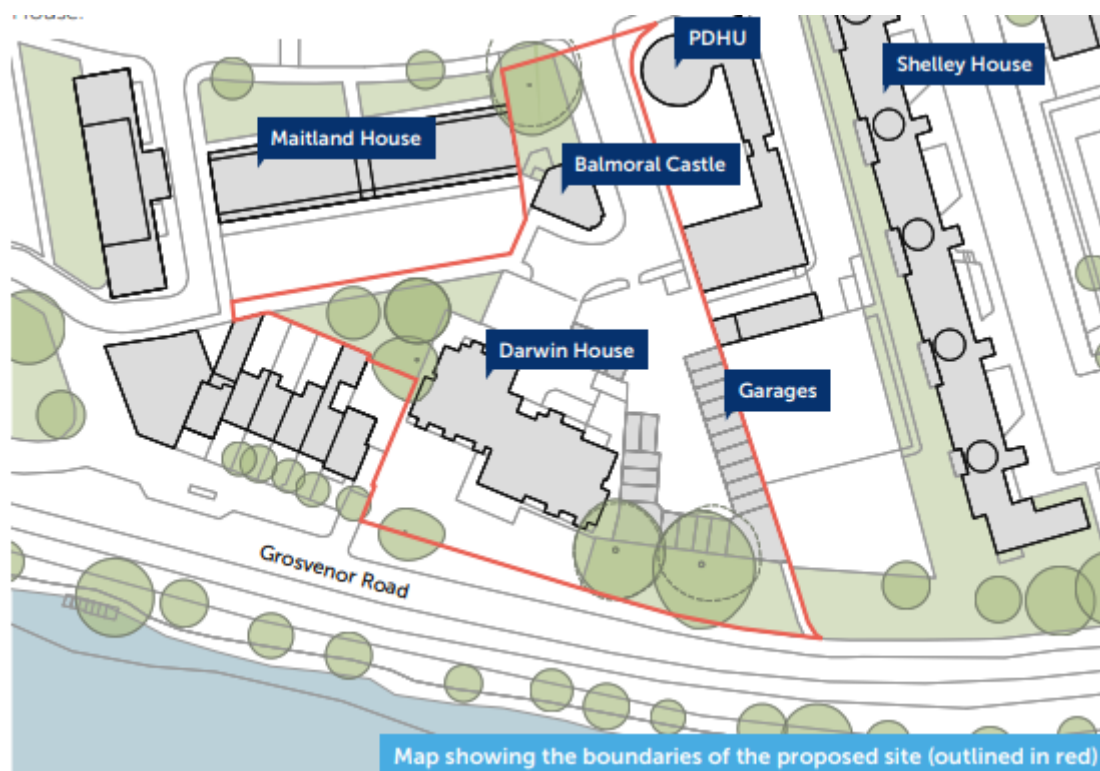 House.
PDHU
Shelley House
Maitland House
Balmoral Castle
Darwin House
Garages
Grosvenor Road
Map showing the boundaries of the proposed site (outlined in red)